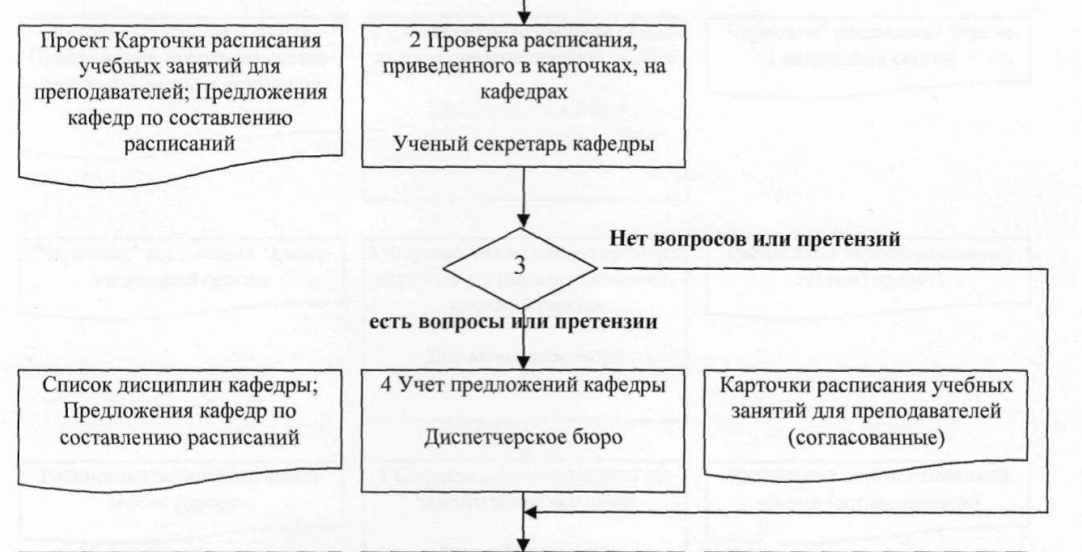 Проект Карточки расписания
учебных занятий для
преподавателей; Предложения
кафедр по составлению
расписаний
2 Проверка расписания,
приведенного в карточках, на
кафедрах
Ученый секретарь кафедры
Нет вопросов или претензий
3
есть вопросы или претензии
Список дисциплин кафедры;
Предложения кафедр по
составлению расписаний
4 Учет предложений кафедры
Диспетчерское бюро
Карточки расписания учебных
занятий для преподавателей
(согласованные)